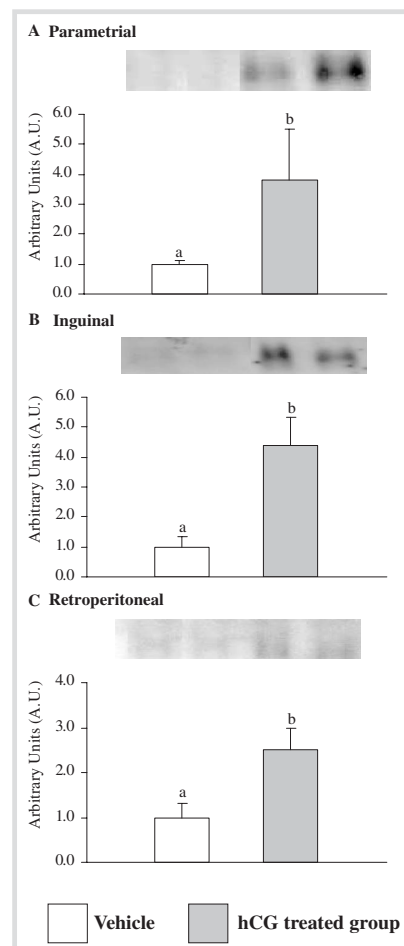 A Parametrial
Arbitrary Units (A.U.)
6.0
5.0
4.0
3.0
2.0
1.0
0.0
a
b
B Inguinal
Arbitrary Units (A.U.)
6.0
5.0
4.0
3.0
2.0
1.0
0.0
a
b
C Retroperitoneal
Arbitrary Units (A.U.)
4.0
3.0
2.0
1.0
0.0
a
b
Vehicle
hCG treated group